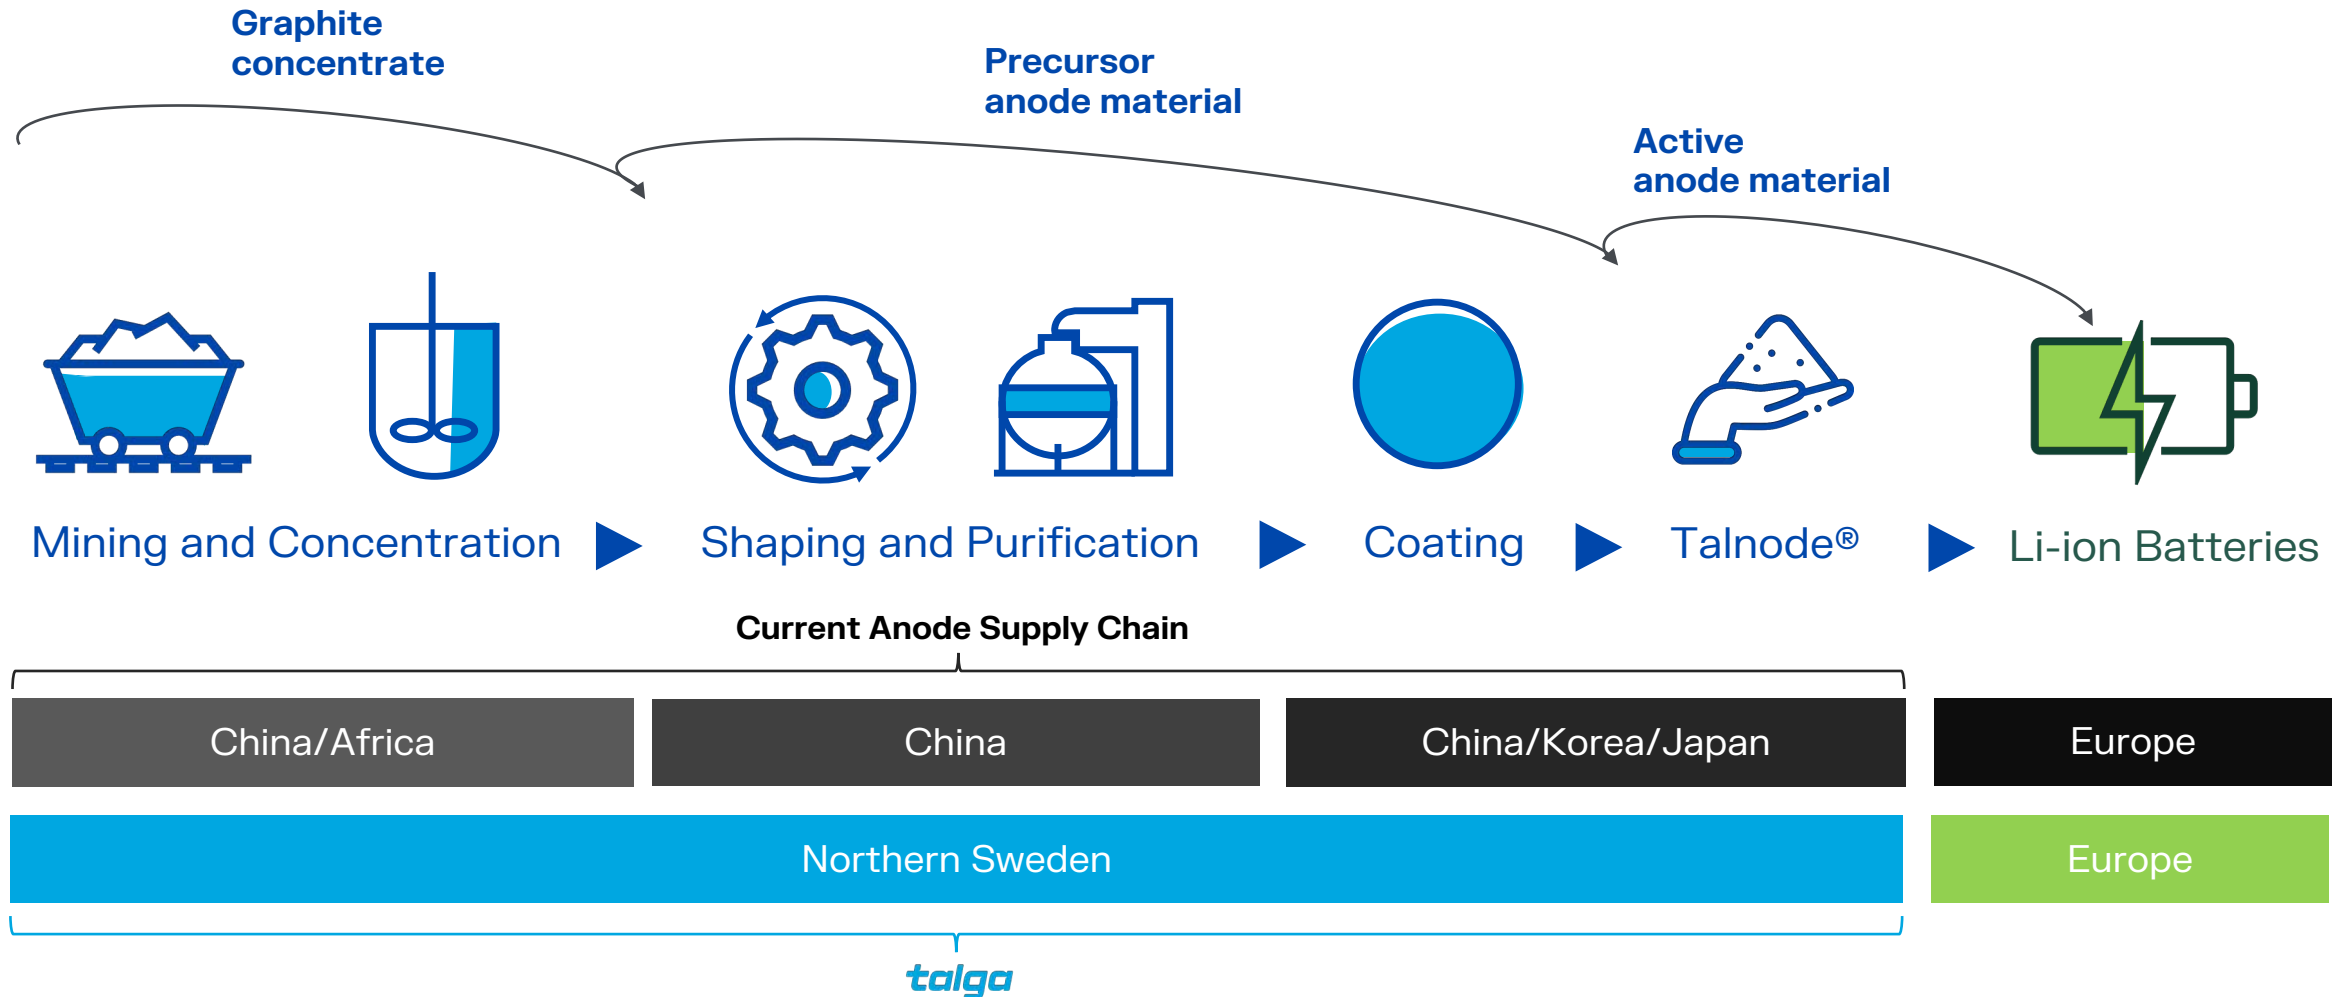 Graphite
concentrate
Precursor
anode material
Active
anode material
Mining and Concentration
Shaping and Purification
Coating
Talnode®
Li-ion Batteries
Current Anode Supply Chain
China/Africa
China
China/Korea/Japan
Europe
Northern Sweden
Europe
talga